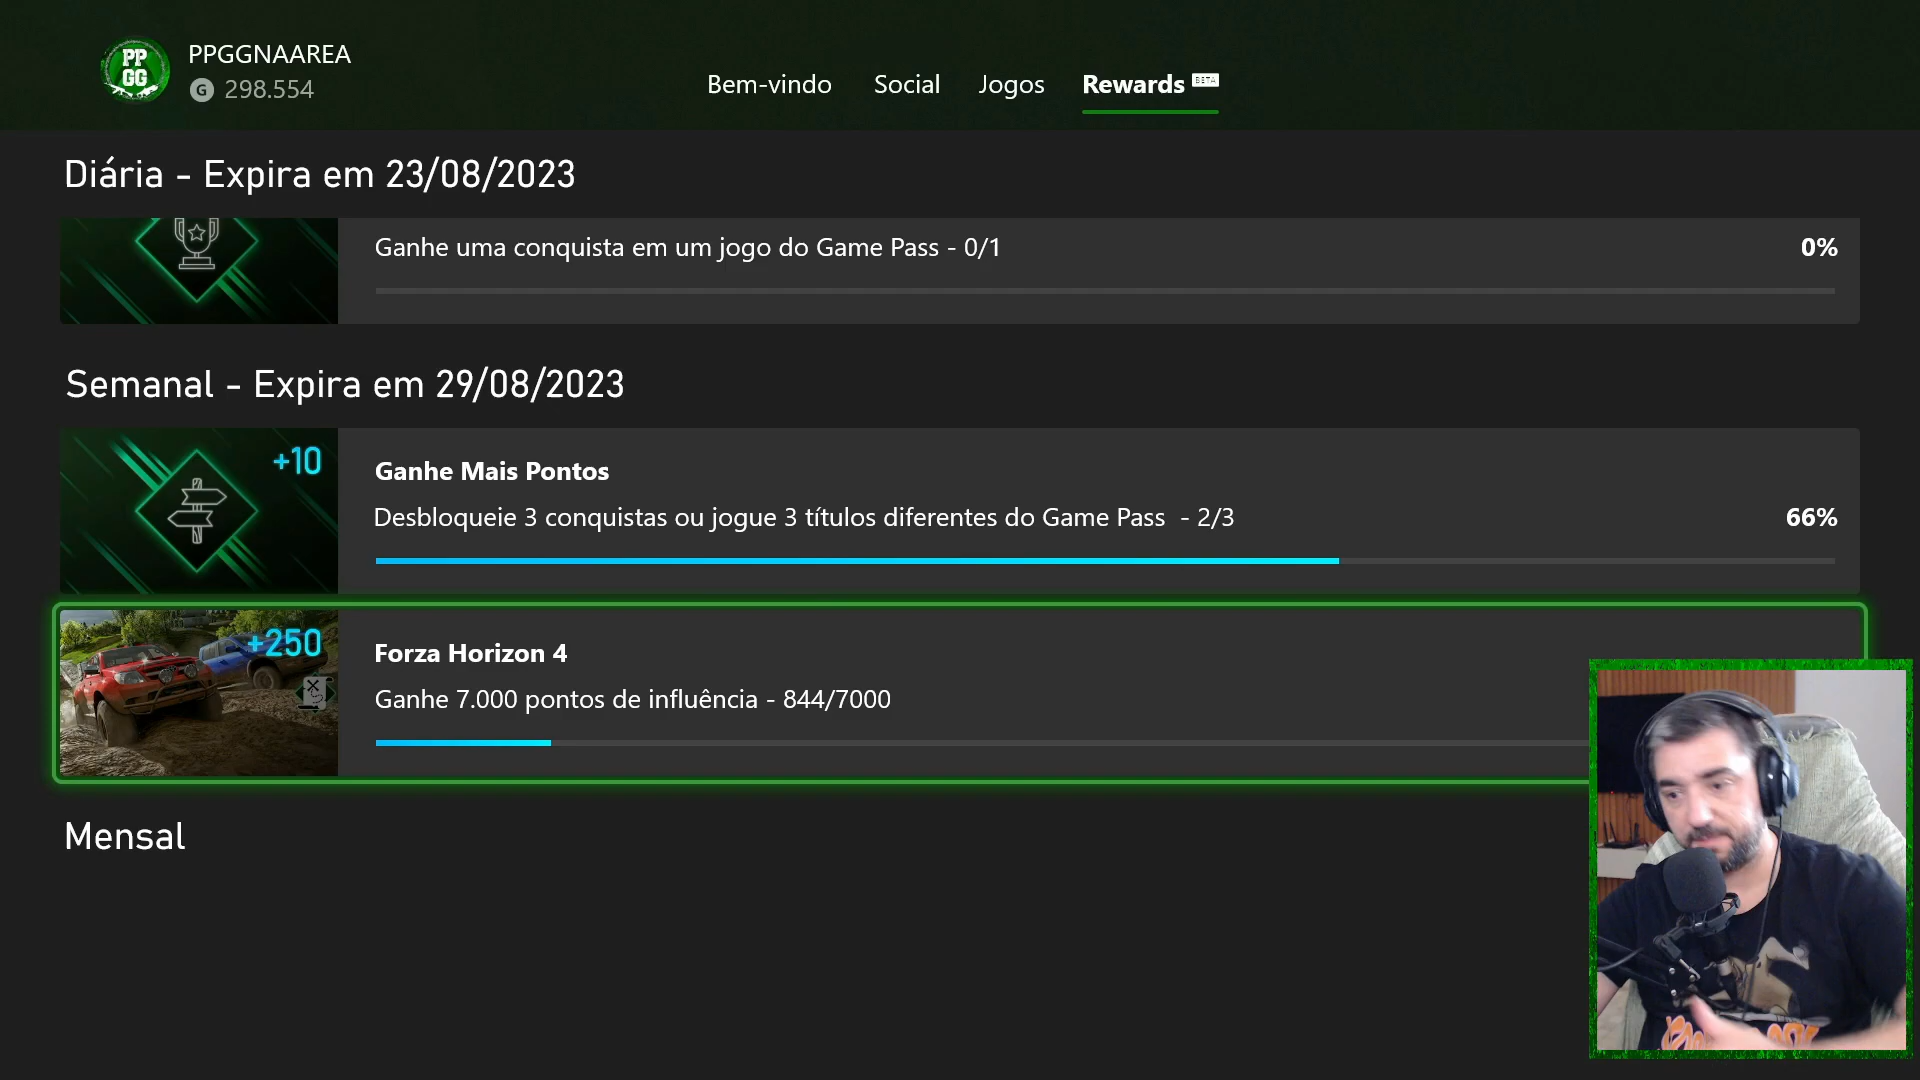 PP
GG
PPGGNAAREA
G 298.554
Bem-vindo
Social
Jogos
Rewards BETA
Diária - Expira em 23/08/2023
Ganhe uma conquista em um jogo do Game Pass - 0/1
0%
Semanal - Expira em 29/08/2023
+10
Ganhe Mais Pontos
Desbloqueie 3 conquistas ou jogue 3 títulos diferentes do Game Pass - 2/3
66%
+250
Forza Horizon 4
Ganhe 7.000 pontos de influência - 844/7000
Mensal